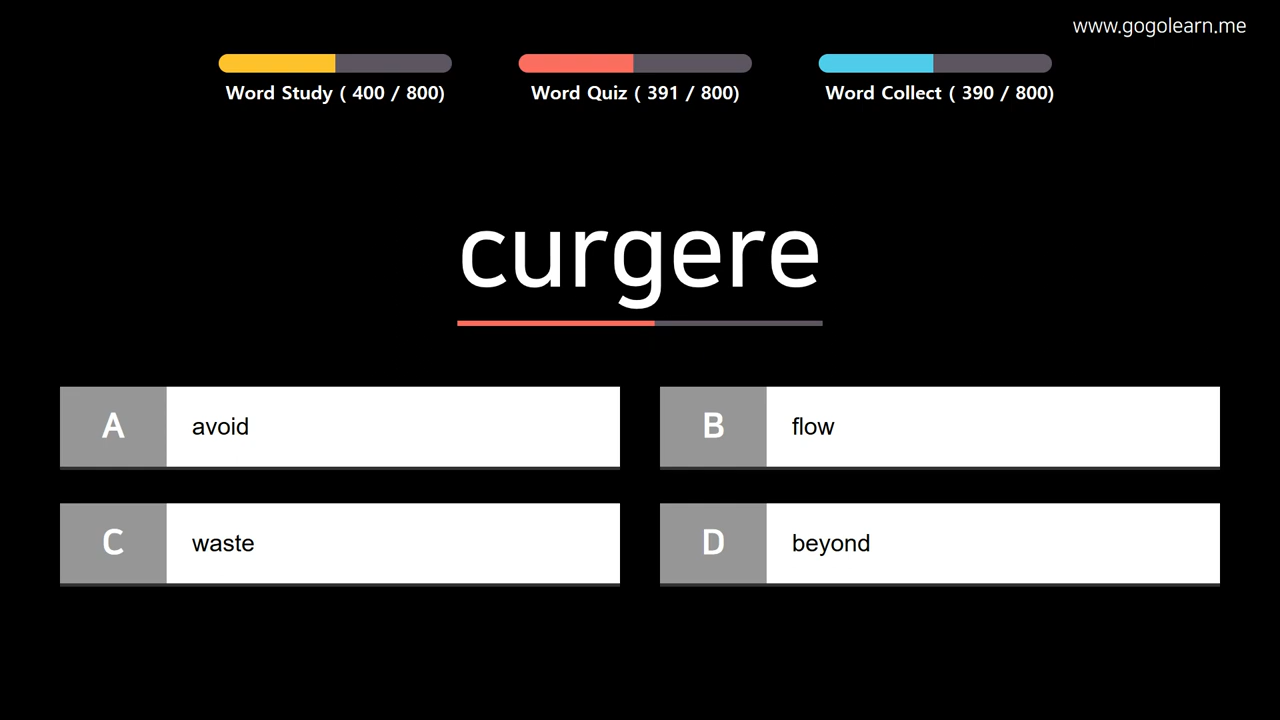 www.gogolearn.me
Word Study ( 400 / 800)
Word Quiz ( 391 / 800)
Word Collect ( 390 / 800)
curgere
A avoid
B flow
C waste
D beyond